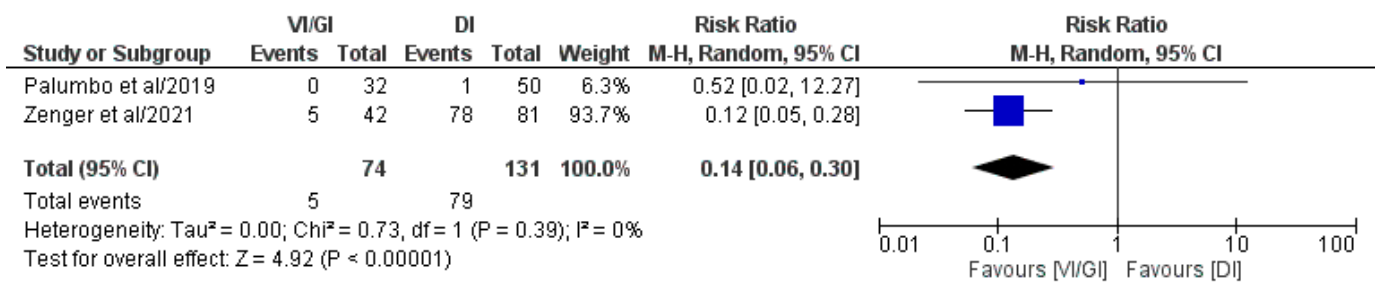 VI/GI DI Risk Ratio Risk Ratio
Study or Subgroup Events Total Events Total Weight M-H, Random, 95% CI M-H, Random, 95% CI
Palumbo et al/2019 0 32 1 50 6.3% 0.52 [0.02, 12.27]
Zenger et al/2021 5 42 78 81 93.7% 0.12 [0.05, 0.28]
Total (95% CI) 74 131 100.0% 0.14 [0.06, 0.30]
Total events 5 79
Heterogeneity: Tau² = 0.00; Chi² = 0.73, df = 1 (P = 0.39); I² = 0%
Test for overall effect: Z = 4.92 (P < 0.00001)
0.01 0.1 1 10 100
Favours [VI/GI] Favours [DI]